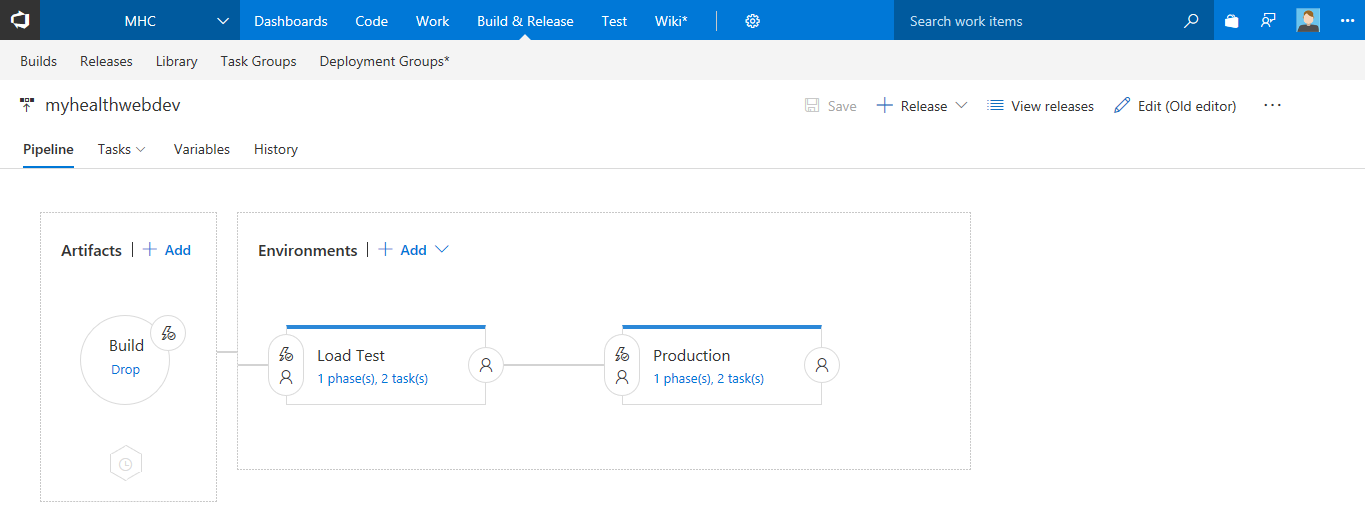 MHC Dashboards Code Work Build & Release Test Wiki* Search work items
Builds Releases Library Task Groups Deployment Groups*
myhealthwebdev Save Release View releases Edit (Old editor)
Pipeline Tasks Variables History
Artifacts Add Environments Add
Build
Drop
Load Test
1 phase(s), 2 task(s)
Production
1 phase(s), 2 task(s)